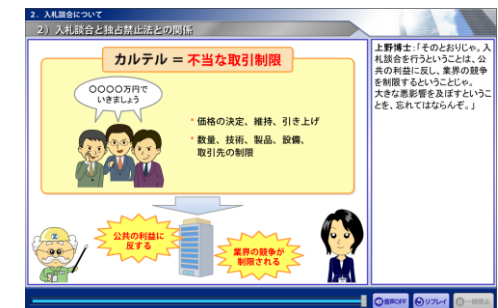 2．入札談合について
2）入札談合と独占禁止法との関係
カルテル ＝ 不当な取引制限
〇〇〇〇万円で
いきましょう
・価格の決定、維持、引き上げ
・数量、技術、製品、設備、
取引先の制限
公共の利益に
反する
業界の競争が
制限される
上野博士：「そのとおりじゃ。入
札談合を行うということは、公
共の利益に反し、業界の競争
を制限するということじゃ。
大きな悪影響を及ぼすというこ
とを、忘れてはならんぞ。」
音声OFF
リプレイ
一時停止